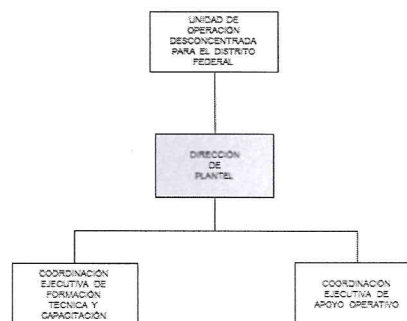 UNIDAD DE
OPERACIÓN
DESCONCENTRADA
PARA EL DISTRITO
FEDERAL
DIRECCIÓN
DE
PLANTEL
COORDINACIÓN
EJECUTIVA DE
FORMACIÓN
TECNICA Y
CAPACITACIÓN
COORDINACIÓN
EJECUTIVA DE
APOYO OPERATIVO